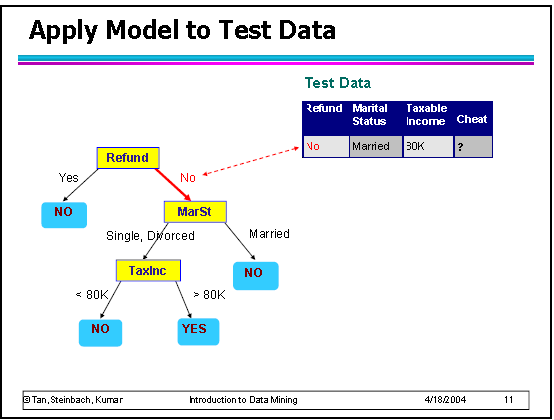 Apply Model to Test Data
Test Data
Refund Marital Status Taxable Income Cheat
No Married 80K ?
Refund
Yes No
NO MarSt
Single, Divorced Married
TaxInc NO
< 80K > 80K
NO YES
©Tan,Steinbach, Kumar Introduction to Data Mining 4/18/2004 11